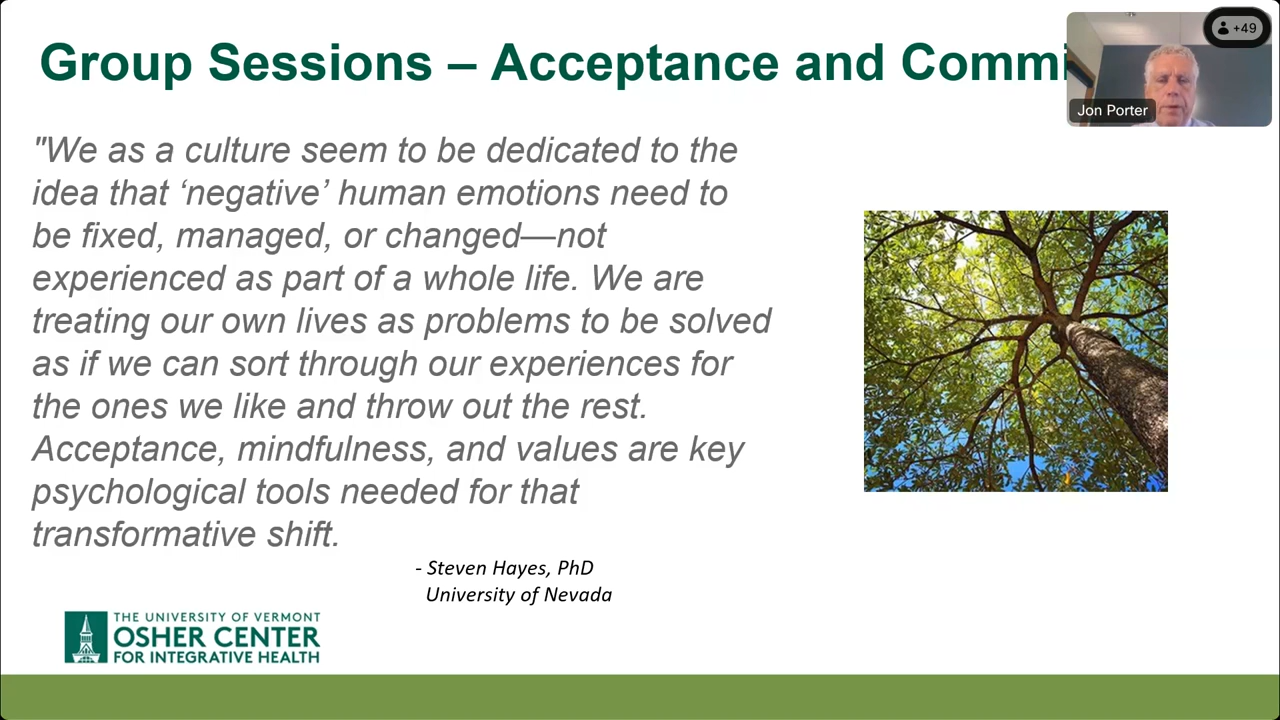 Group Sessions – Acceptance and Commi
+49
Jon Porter
"We as a culture seem to be dedicated to the
idea that ‘negative’ human emotions need to
be fixed, managed, or changed—not
experienced as part of a whole life. We are
treating our own lives as problems to be solved
as if we can sort through our experiences for
the ones we like and throw out the rest.
Acceptance, mindfulness, and values are key
psychological tools needed for that
transformative shift.
- Steven Hayes, PhD
University of Nevada
THE UNIVERSITY OF VERMONT
OSHER CENTER
FOR INTEGRATIVE HEALTH